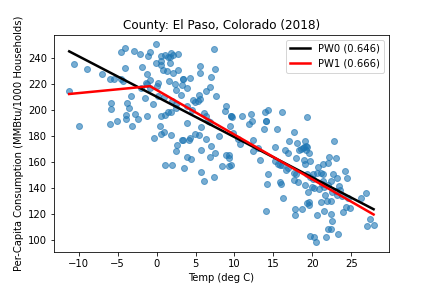 County: El Paso, Colorado (2018)
PW0 (0.646)
PW1 (0.666)
Per-Capita Consumption (MMBtu/1000 Households)
240
220
200
180
160
140
120
100
−10 −5 0 5 10 15 20 25
Temp (deg C)